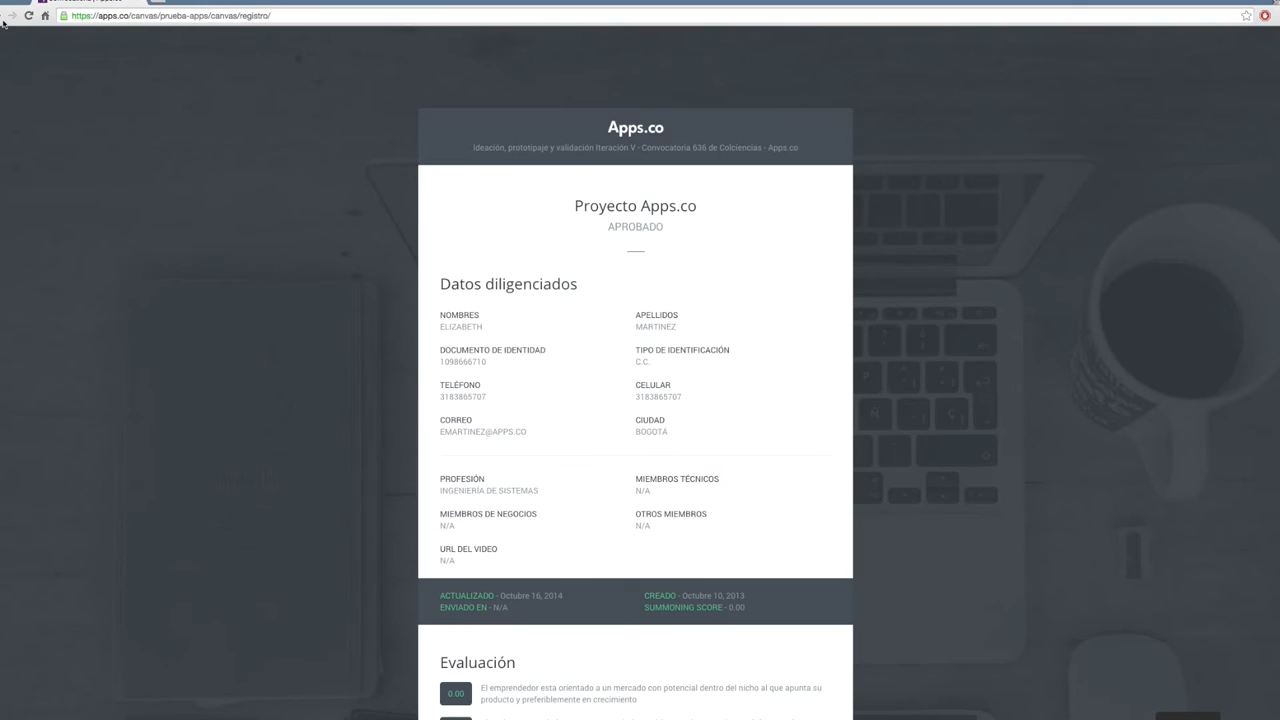 https://apps.co/canvas/prueba-apps/canvas/registro/
Apps.co
Ideación, prototipaje y validación Iteración V - Convocatoria 636 de Colciencias - Apps.co
Proyecto Apps.co
APROBADO
Datos diligenciados
NOMBRES
ELIZABETH
APELLIDOS
MARTINEZ
DOCUMENTO DE IDENTIDAD
1098666710
TIPO DE IDENTIFICACIÓN
C.C.
TELÉFONO
3183865707
CELULAR
3183865707
CORREO
EMARTINEZ@APPS.CO
CIUDAD
BOGOTÁ
PROFESIÓN
INGENIERÍA DE SISTEMAS
MIEMBROS TÉCNICOS
N/A
MIEMBROS DE NEGOCIOS
N/A
OTROS MIEMBROS
N/A
URL DEL VIDEO
N/A
ACTUALIZADO - Octubre 16, 2014
ENVIADO EN - N/A
CREADO - Octubre 10, 2013
SUMMONING SCORE - 0.00
Evaluación
0.00
El emprendedor esta orientado a un mercado con potencial dentro del nicho al que apunta su
producto y preferiblemente en crecimiento